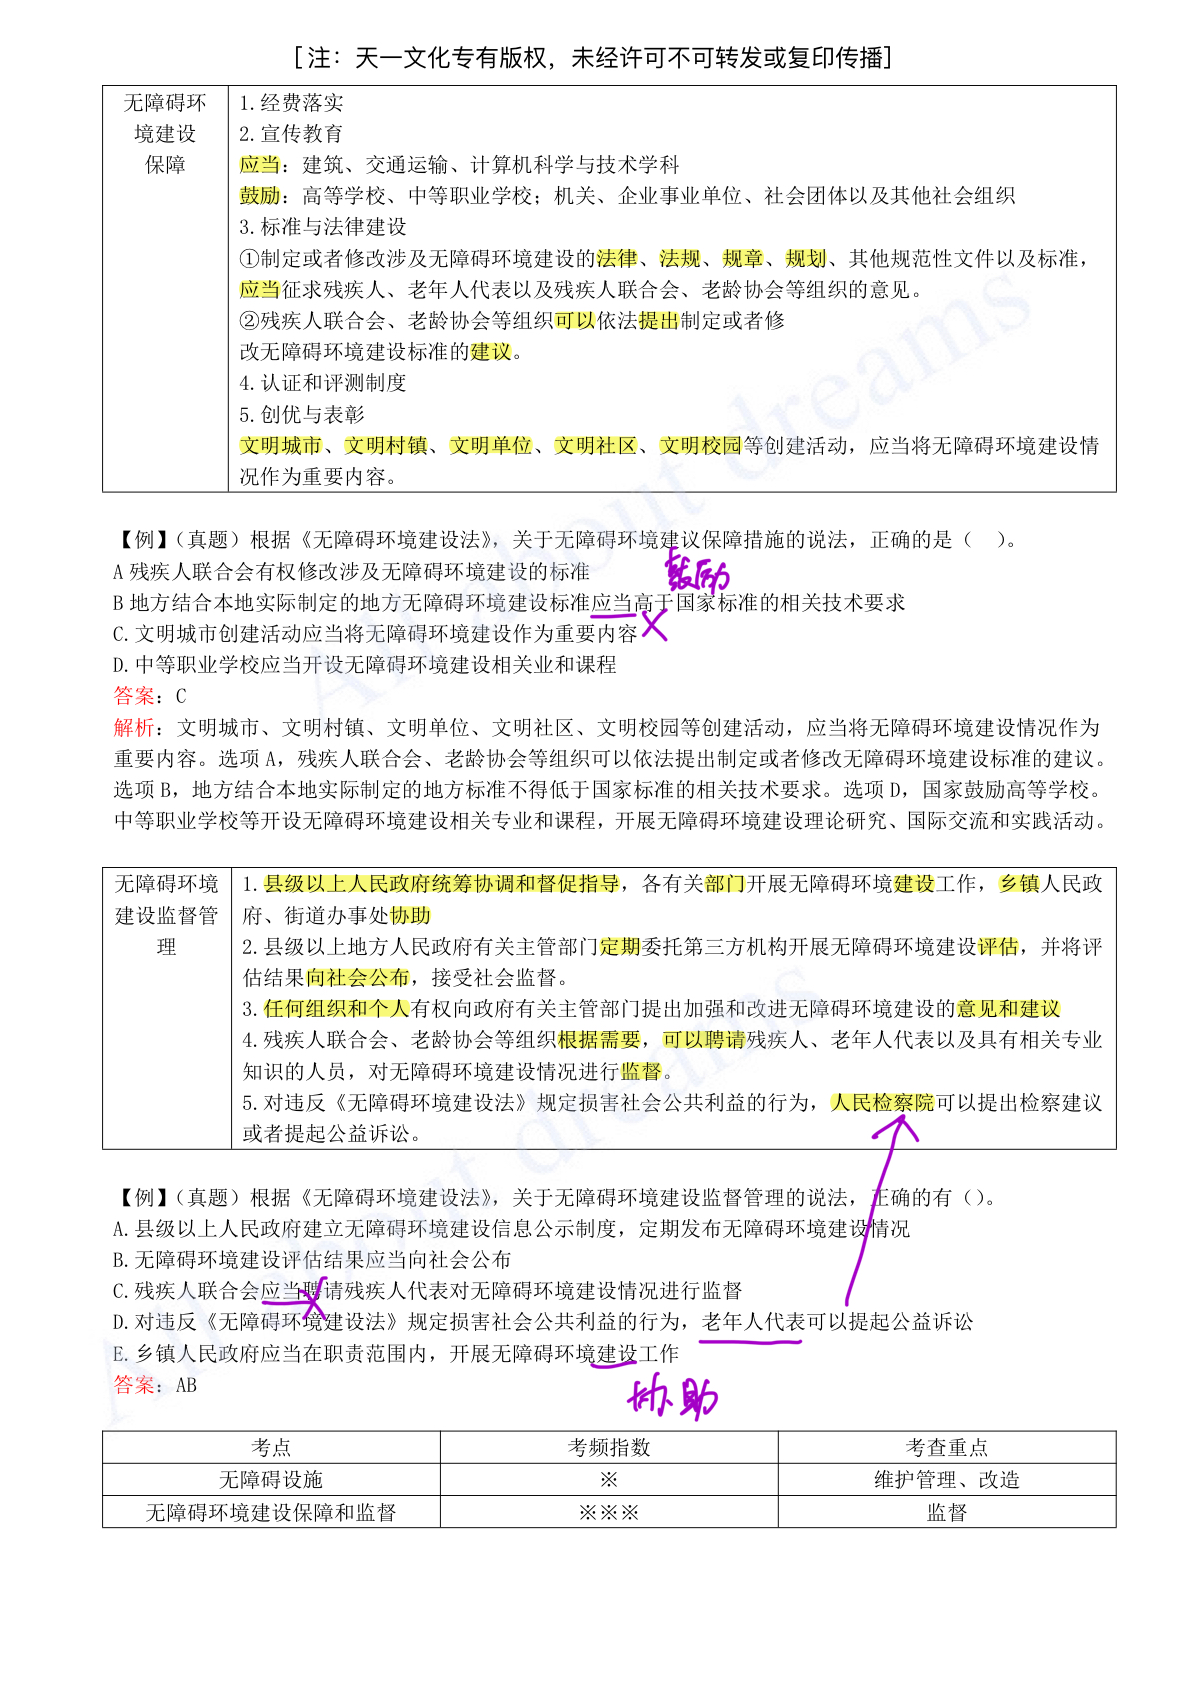 [注：天一文化专有版权，未经许可不可转发或复印传播]
无障碍环
境建设
保障
1.经费落实
2.宣传教育
应当：建筑、交通运输、计算机科学与技术学科
鼓励：高等学校、中等职业学校；机关、企业事业单位、社会团体以及其他社会组织
3.标准与法律建设
①制定或者修改涉及无障碍环境建设的法律、法规、规章、规划、其他规范性文件以及标准，
应当征求残疾人、老年人代表以及残疾人联合会、老龄协会等组织的意见。
②残疾人联合会、老龄协会等组织可以依法提出制定或者修
改无障碍环境建设标准的建议。
4.认证和评测制度
5.创优与表彰
文明城市、文明村镇、文明单位、文明社区、文明校园等创建活动，应当将无障碍环境建设情
况作为重要内容。
【例】（真题）根据《无障碍环境建设法》，关于无障碍环境建议保障措施的说法，正确的是（　）。
A 残疾人联合会有权修改涉及无障碍环境建设的标准
鼓励
B 地方结合本地实际制定的地方无障碍环境建设标准应当高于国家标准的相关技术要求
C.文明城市创建活动应当将无障碍环境建设作为重要内容
D.中等职业学校应当开设无障碍环境建设相关业和课程
答案：C
解析：文明城市、文明村镇、文明单位、文明社区、文明校园等创建活动，应当将无障碍环境建设情况作为
重要内容。选项 A，残疾人联合会、老龄协会等组织可以依法提出制定或者修改无障碍环境建设标准的建议。
选项 B，地方结合本地实际制定的地方标准不得低于国家标准的相关技术要求。选项 D，国家鼓励高等学校。
中等职业学校等开设无障碍环境建设相关专业和课程，开展无障碍环境建设理论研究、国际交流和实践活动。
无障碍环境
建设监督管
理
1.县级以上人民政府统筹协调和督促指导，各有关部门开展无障碍环境建设工作，乡镇人民政
府、街道办事处协助
2.县级以上地方人民政府有关主管部门定期委托第三方机构开展无障碍环境建设评估，并将评
估结果向社会公布，接受社会监督。
3.任何组织和个人有权向政府有关主管部门提出加强和改进无障碍环境建设的意见和建议
4.残疾人联合会、老龄协会等组织根据需要，可以聘请残疾人、老年人代表以及具有相关专业
知识的人员，对无障碍环境建设情况进行监督。
5.对违反《无障碍环境建设法》规定损害社会公共利益的行为，人民检察院可以提出检察建议
或者提起公益诉讼。
【例】（真题）根据《无障碍环境建设法》，关于无障碍环境建设监督管理的说法，正确的有（）。
A.县级以上人民政府建立无障碍环境建设信息公示制度，定期发布无障碍环境建设情况
B.无障碍环境建设评估结果应当向社会公布
C.残疾人联合会应当聘请残疾人代表对无障碍环境建设情况进行监督
D.对违反《无障碍环境建设法》规定损害社会公共利益的行为，老年人代表可以提起公益诉讼
E.乡镇人民政府应当在职责范围内，开展无障碍环境建设工作
协助
答案：AB
考点 考频指数 考查重点
无障碍设施 ※ 维护管理、改造
无障碍环境建设保障和监督 ※※※ 监督
All about dreams
All about dreams